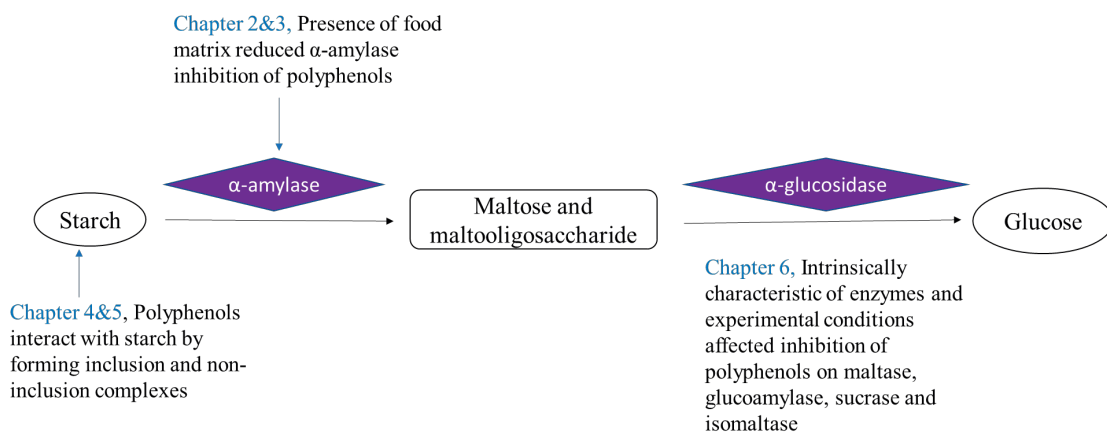 Chapter 2&3, Presence of food
matrix reduced α-amylase
inhibition of polyphenols
α-amylase
α-glucosidase
Starch
Maltose and
maltooligosaccharide
Glucose
Chapter 4&5, Polyphenols
interact with starch by
forming inclusion and non-
inclusion complexes
Chapter 6, Intrinsically
characteristic of enzymes and
experimental conditions
affected inhibition of
polyphenols on maltase,
glucoamylase, sucrase and
isomaltase